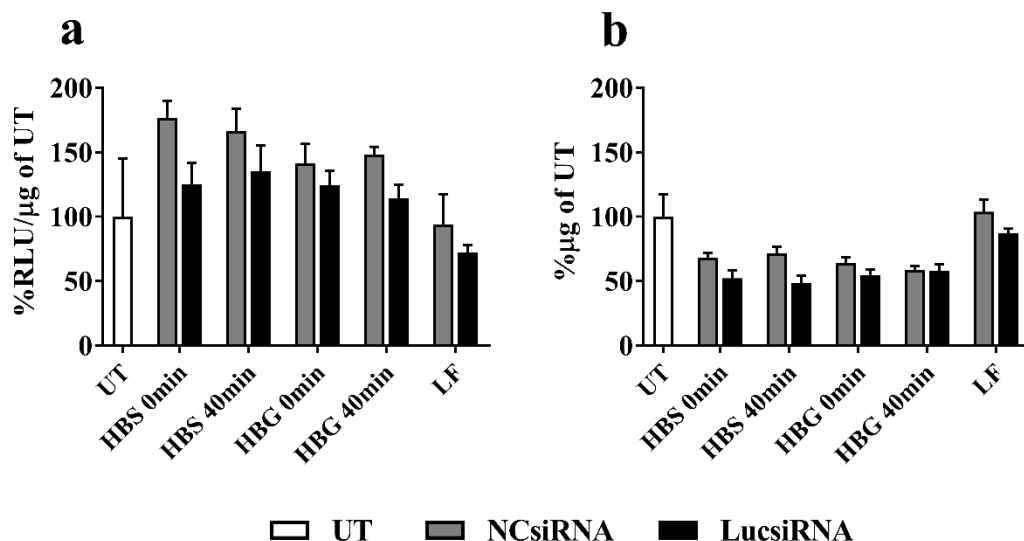 a
%RLU/μg of UT
200
150
100
50
0
UT
HBS 0min
HBS 40min
HBG 0min
HBG 40min
LF
b
%μg of UT
200
150
100
50
0
UT
HBS 0min
HBS 40min
HBG 0min
HBG 40min
LF
UT NCsiRNA LucsiRNA